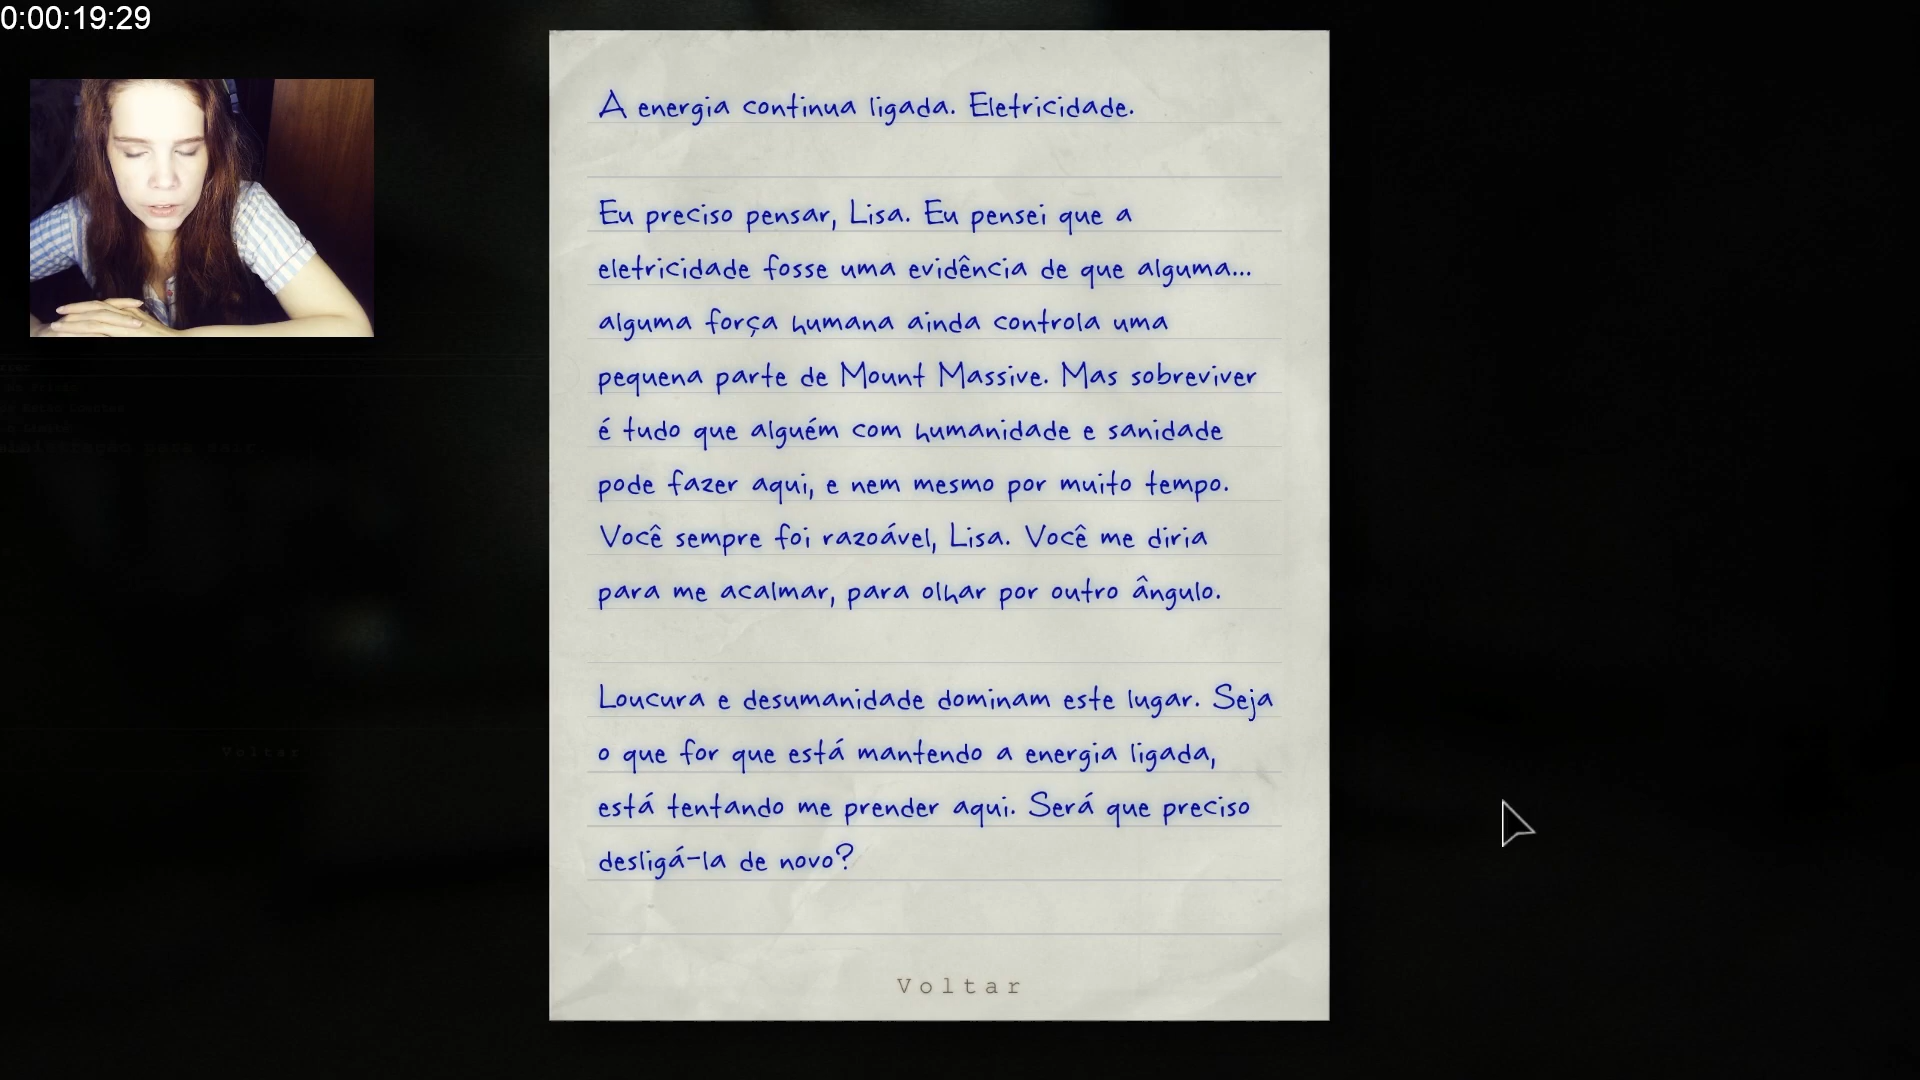 0:00:19:29
A energia continua ligada. Eletricidade.
Eu preciso pensar, Lisa. Eu pensei que a
eletricidade fosse uma evidência de que alguma...
alguma força humana ainda controla uma
pequena parte de Mount Massive. Mas sobreviver
é tudo que alguém com humanidade e sanidade
pode fazer aqui, e nem mesmo por muito tempo.
Você sempre foi razoável, Lisa. Você me diria
para me acalmar, para olhar por outro ângulo.
Loucura e desumanidade dominam este lugar. Seja
o que for que está mantendo a energia ligada,
está tentando me prender aqui. Será que preciso
desligá-la de novo?
Voltar
Voltar